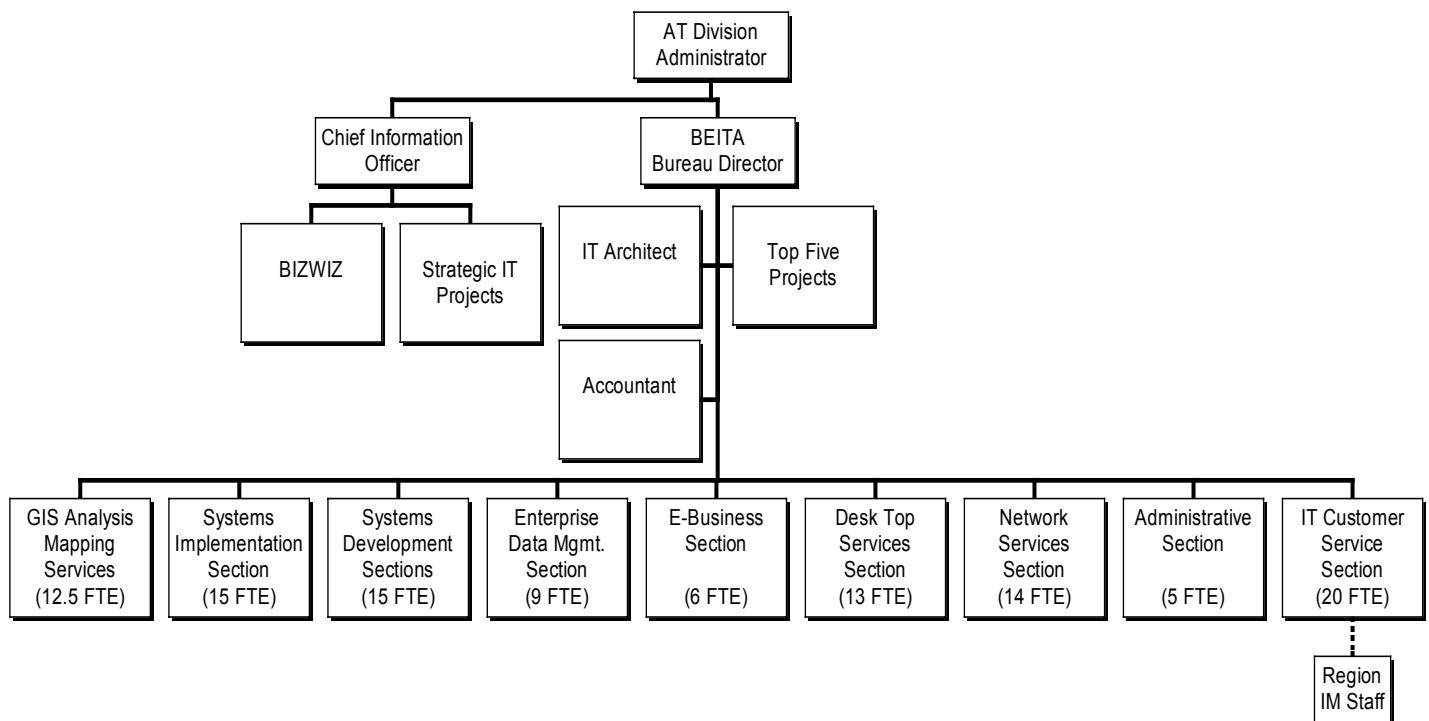 AT Division
Administrator
Chief Information
Officer
BEITA
Bureau Director
BIZWIZ
Strategic IT
Projects
IT Architect
Top Five
Projects
Accountant
GIS Analysis
Mapping
Services
(12.5 FTE)
Systems
Implementation
Section
(15 FTE)
Systems
Development
Sections
(15 FTE)
Enterprise
Data Mgmt.
Section
(9 FTE)
E-Business
Section
(6 FTE)
Desk Top
Services
Section
(13 FTE)
Network
Services
Section
(14 FTE)
Administrative
Section
(5 FTE)
IT Customer
Service
Section
(20 FTE)
Region
IM Staff